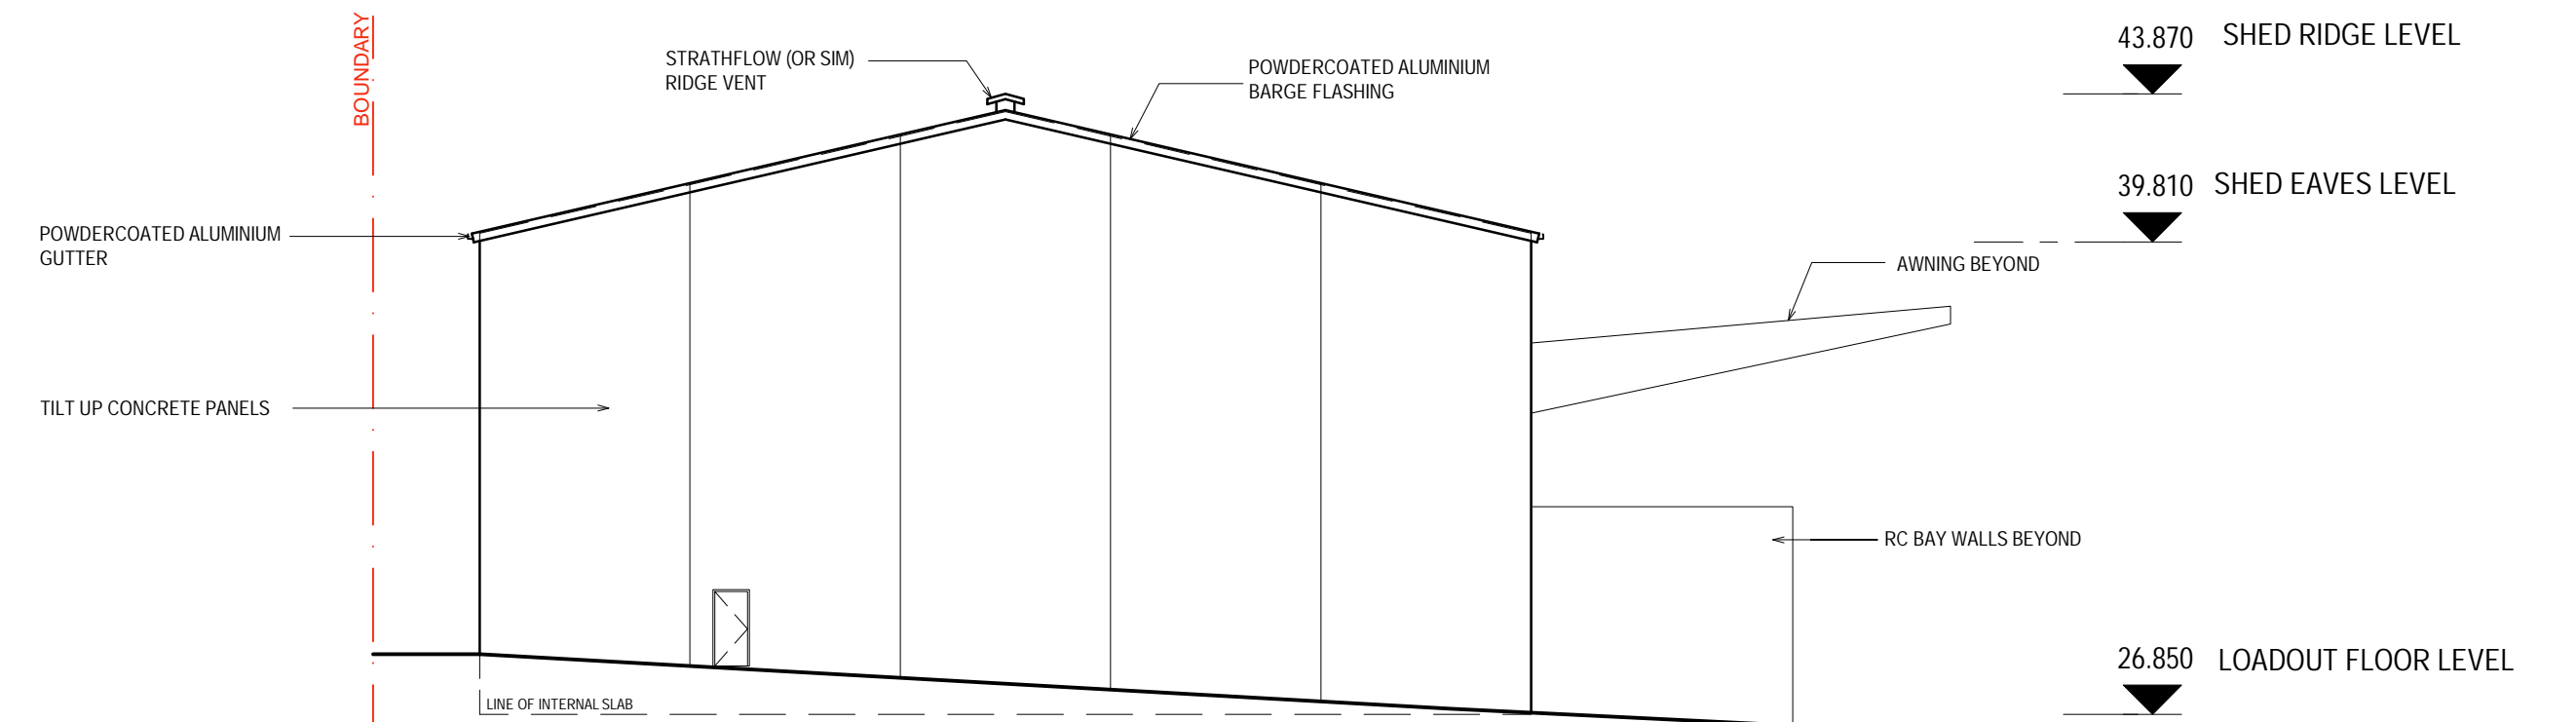 BOUNDARY
STRATHFLOW (OR SIM)
RIDGE VENT
POWDERCOATED ALUMINIUM
BARGE FLASHING
43.870 SHED RIDGE LEVEL
39.810 SHED EAVES LEVEL
POWDERCOATED ALUMINIUM
GUTTER
AWNING BEYOND
TILT UP CONCRETE PANELS
RC BAY WALLS BEYOND
26.850 LOADOUT FLOOR LEVEL
LINE OF INTERNAL SLAB